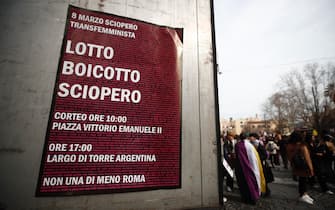 8 MARZO SCIOPERO
TRANSFEMMINISTA
LOTTO
BOICOTTO
SCIOPERO
CORTEO ORE 10:00
PIAZZA VITTORIO EMANUELE II
ORE 17:00
LARGO DI TORRE ARGENTINA
NON UNA DI MENO ROMA